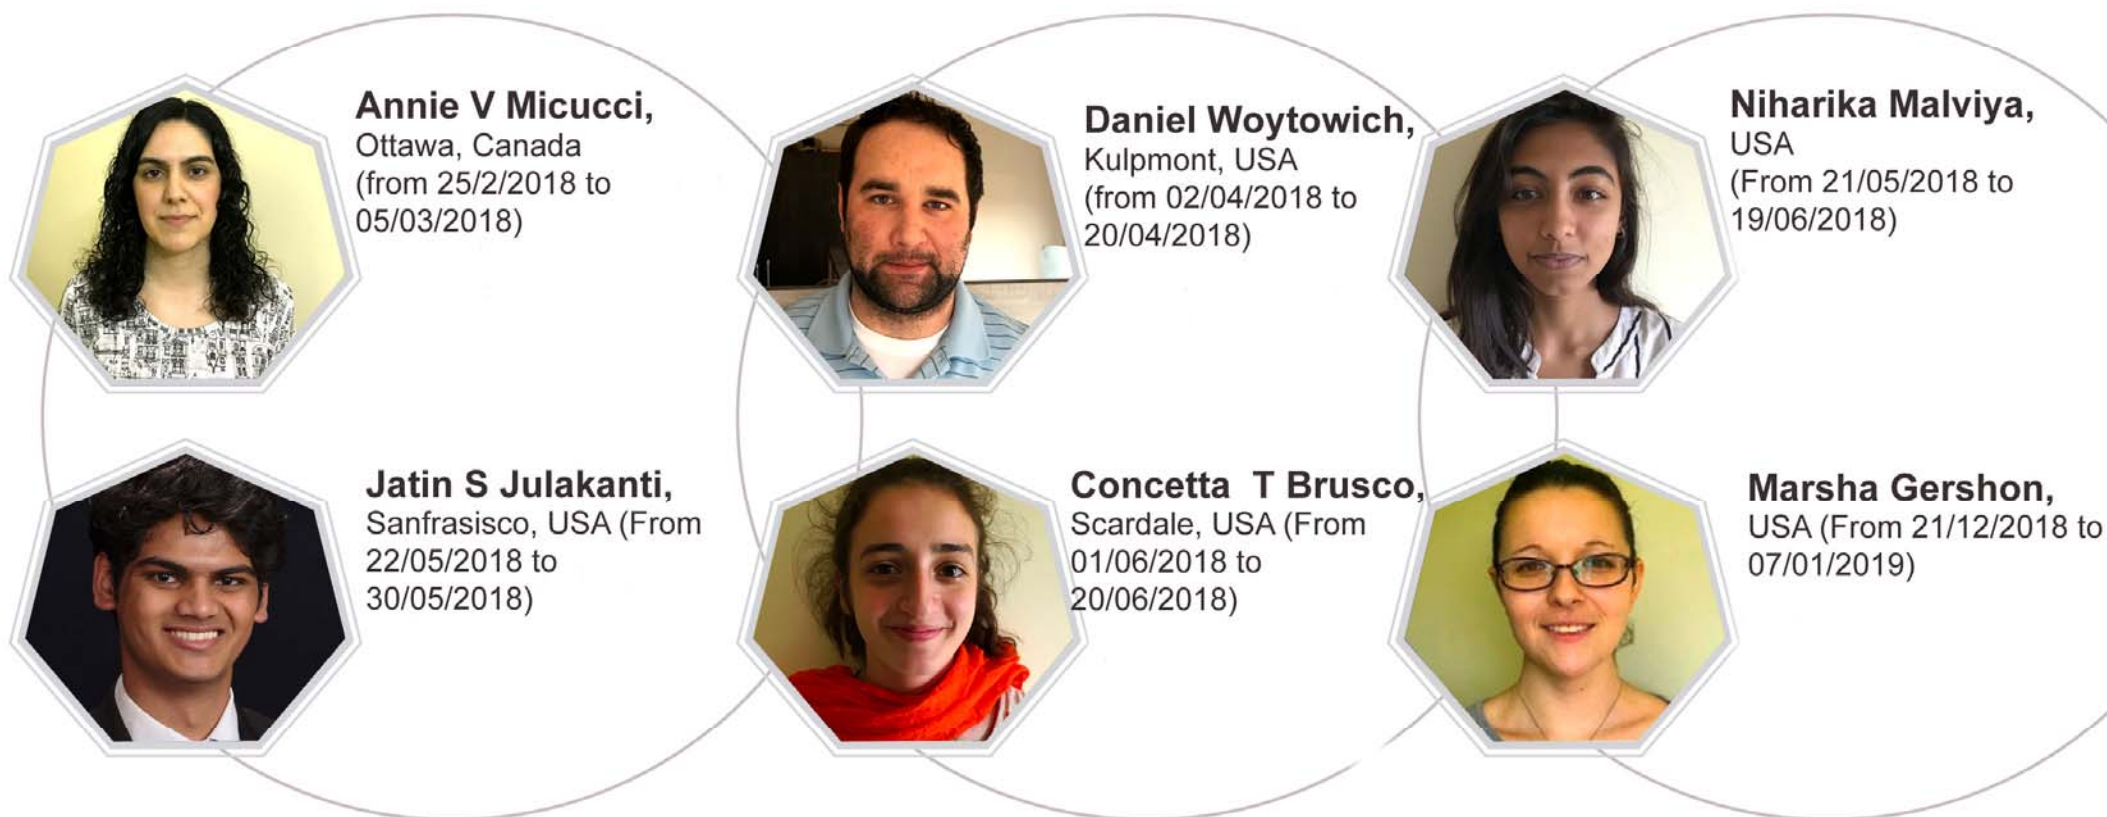 Annie V Micucci,
Ottawa, Canada
(from 25/2/2018 to
05/03/2018)
Daniel Woytowich,
Kulpmont, USA
(from 02/04/2018 to
20/04/2018)
Niharika Malviya,
USA
(From 21/05/2018 to
19/06/2018)
Jatin S Julakanti,
Sanfrasisco, USA (From
22/05/2018 to
30/05/2018)
Concetta T Brusco,
Scardale, USA (From
01/06/2018 to
20/06/2018)
Marsha Gershon,
USA (From 21/12/2018 to
07/01/2019)